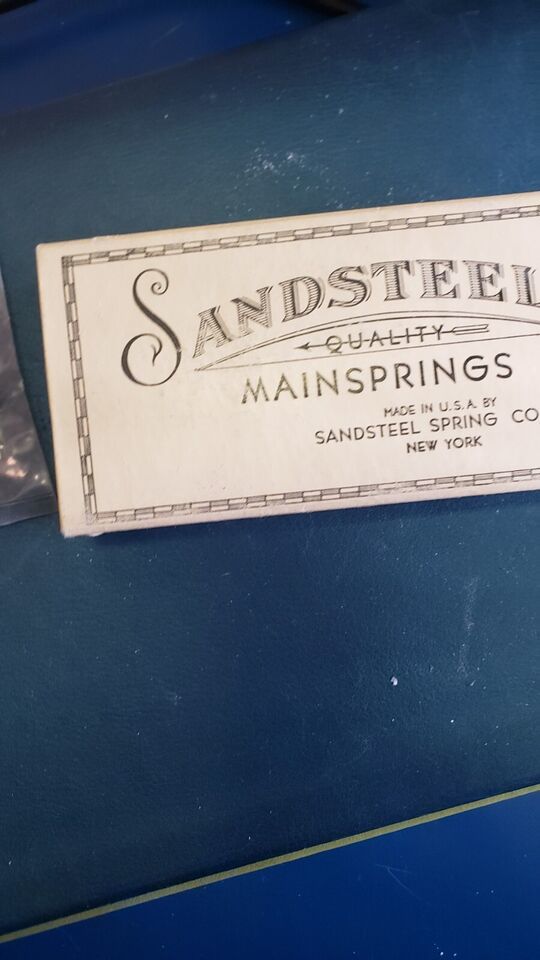 SANDSTEEL
QUALITY
MAINSPRINGS
MADE IN U.S.A. BY
SANDSTEEL SPRING CO
NEW YORK